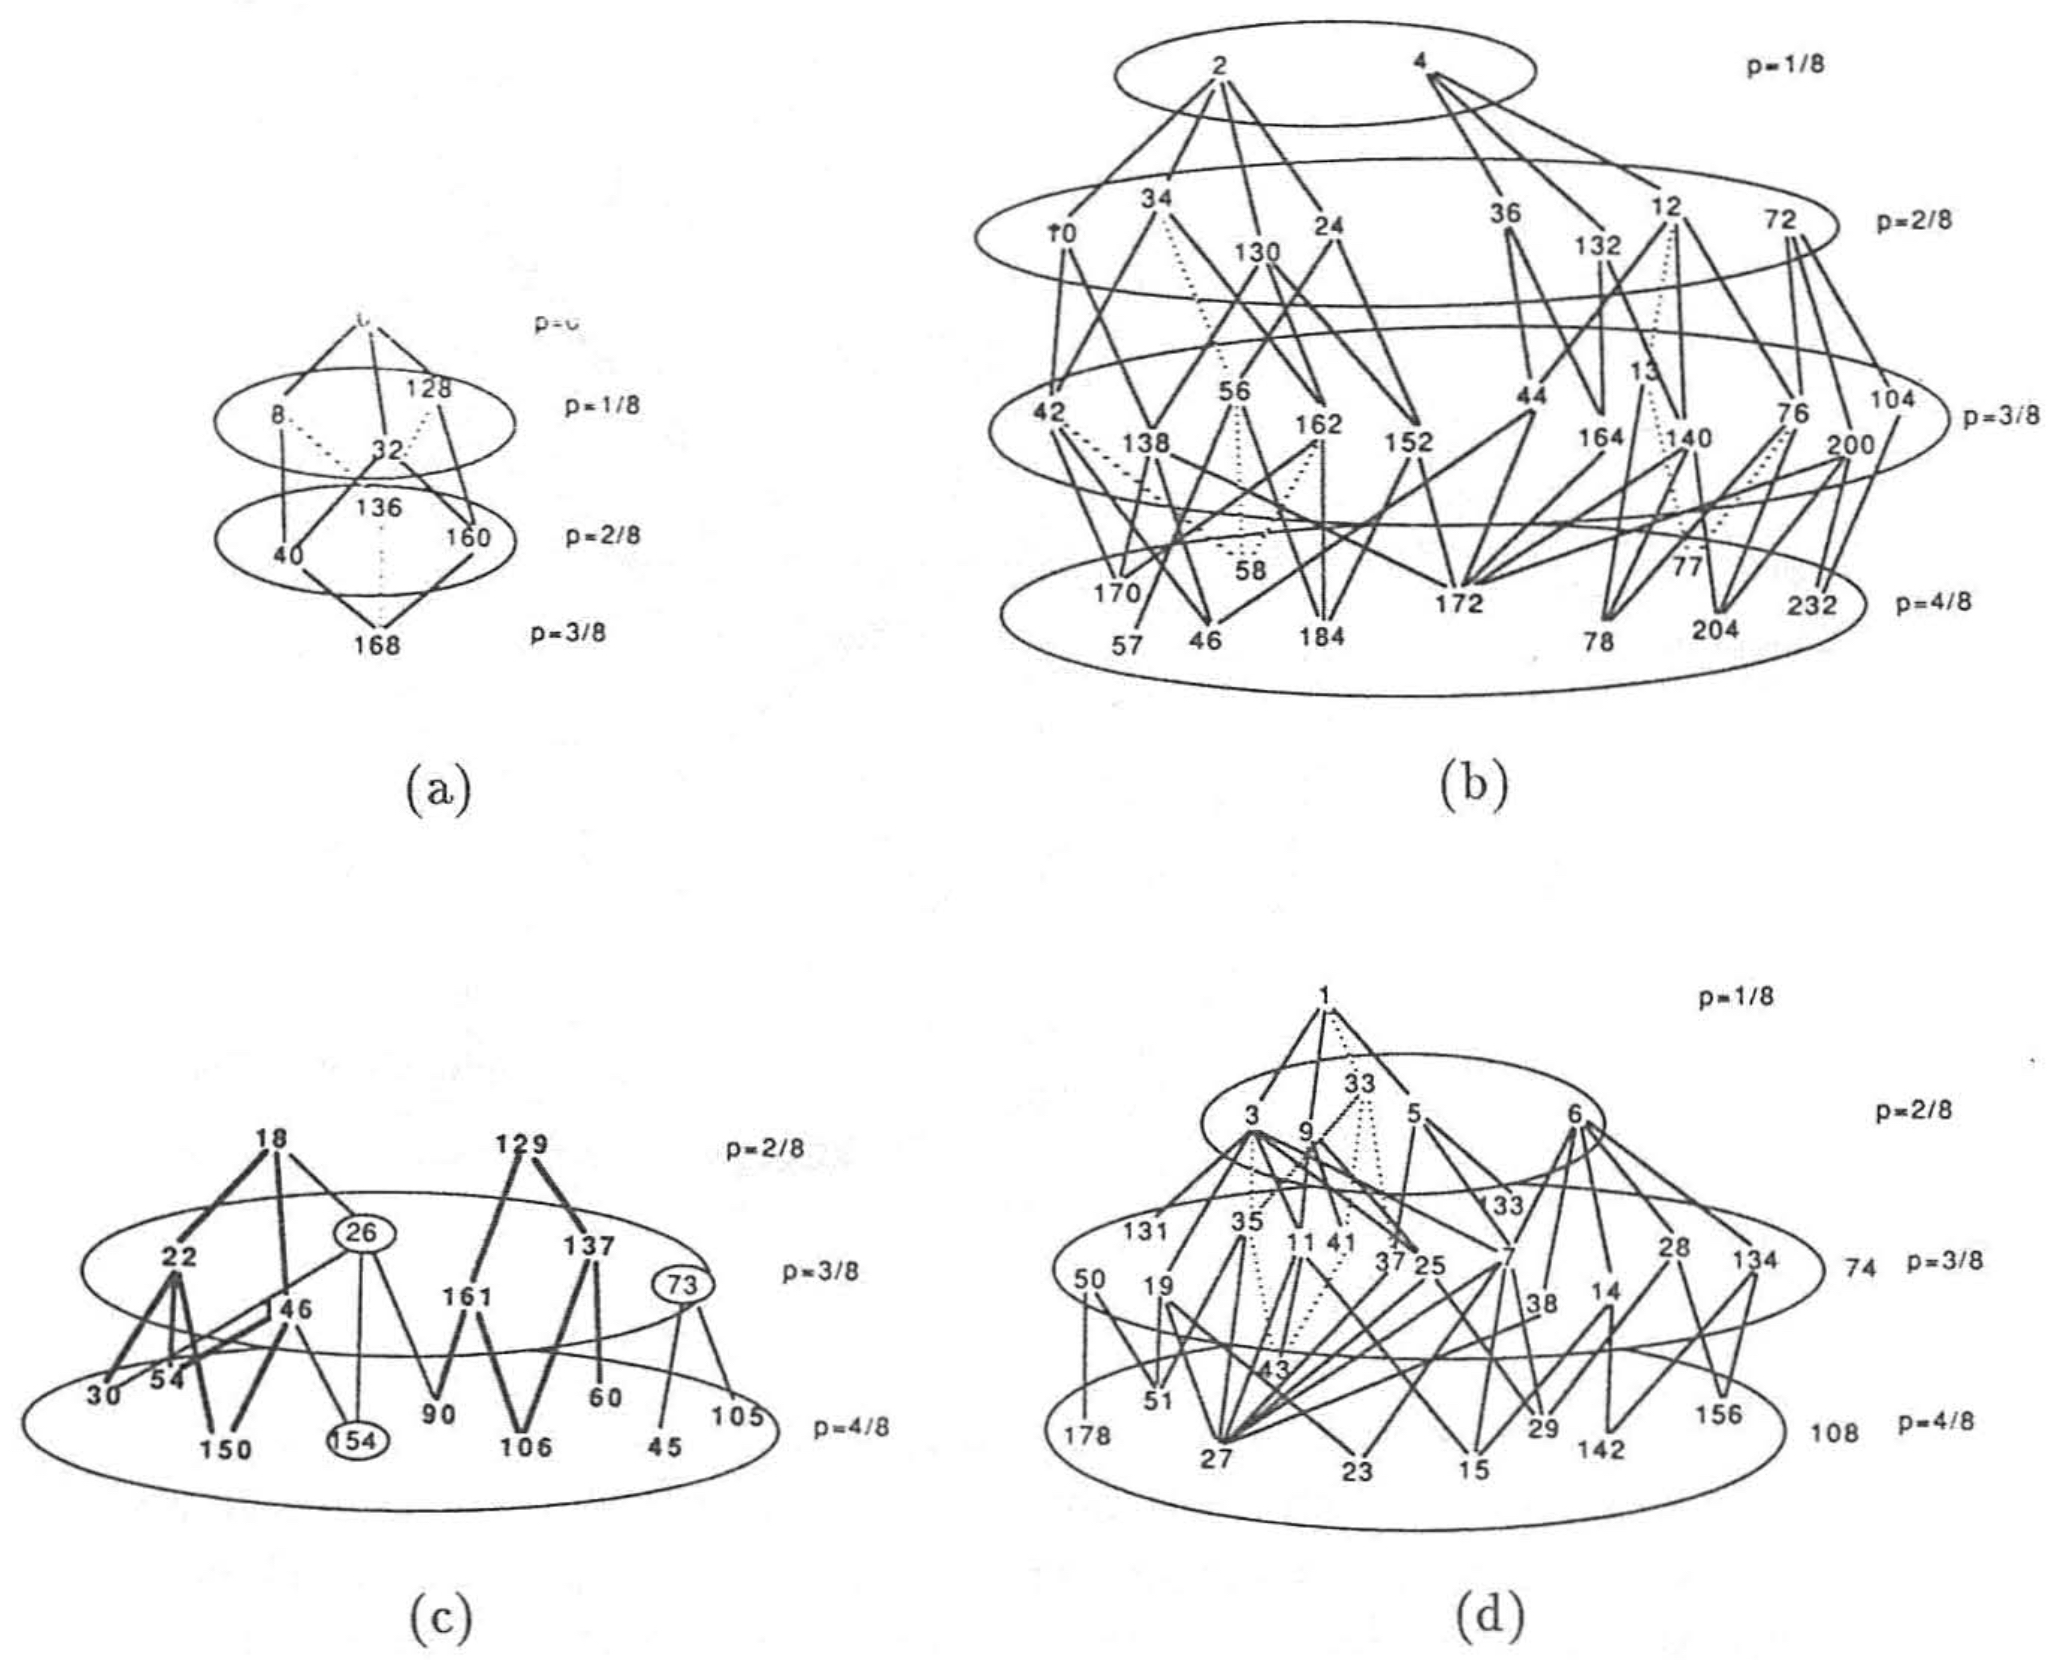 2 4 p=1/8
34 36 12 72 p=2/8
10 130 24 132
p=0
8 128 p=1/8
32
42 56 162 44 13 76 104 p=3/8
138 152 164 140 200
136
40 160 p=2/8
168 p=3/8
170 58 172 77 232 p=4/8
57 46 184 78 204
(a) (b)
1 p=1/8
33
3 9 5 6 p=2/8
18 129 p=2/8
131 35 11 41 37 25 133 7 28 134 74 p=3/8
50 19 38 14
22 26 137 p=3/8
46 161 73
43
30 54 90 60 105 p=4/8
150 154 106 45
178 51 29 156 108 p=4/8
27 23 15 142
(c) (d)